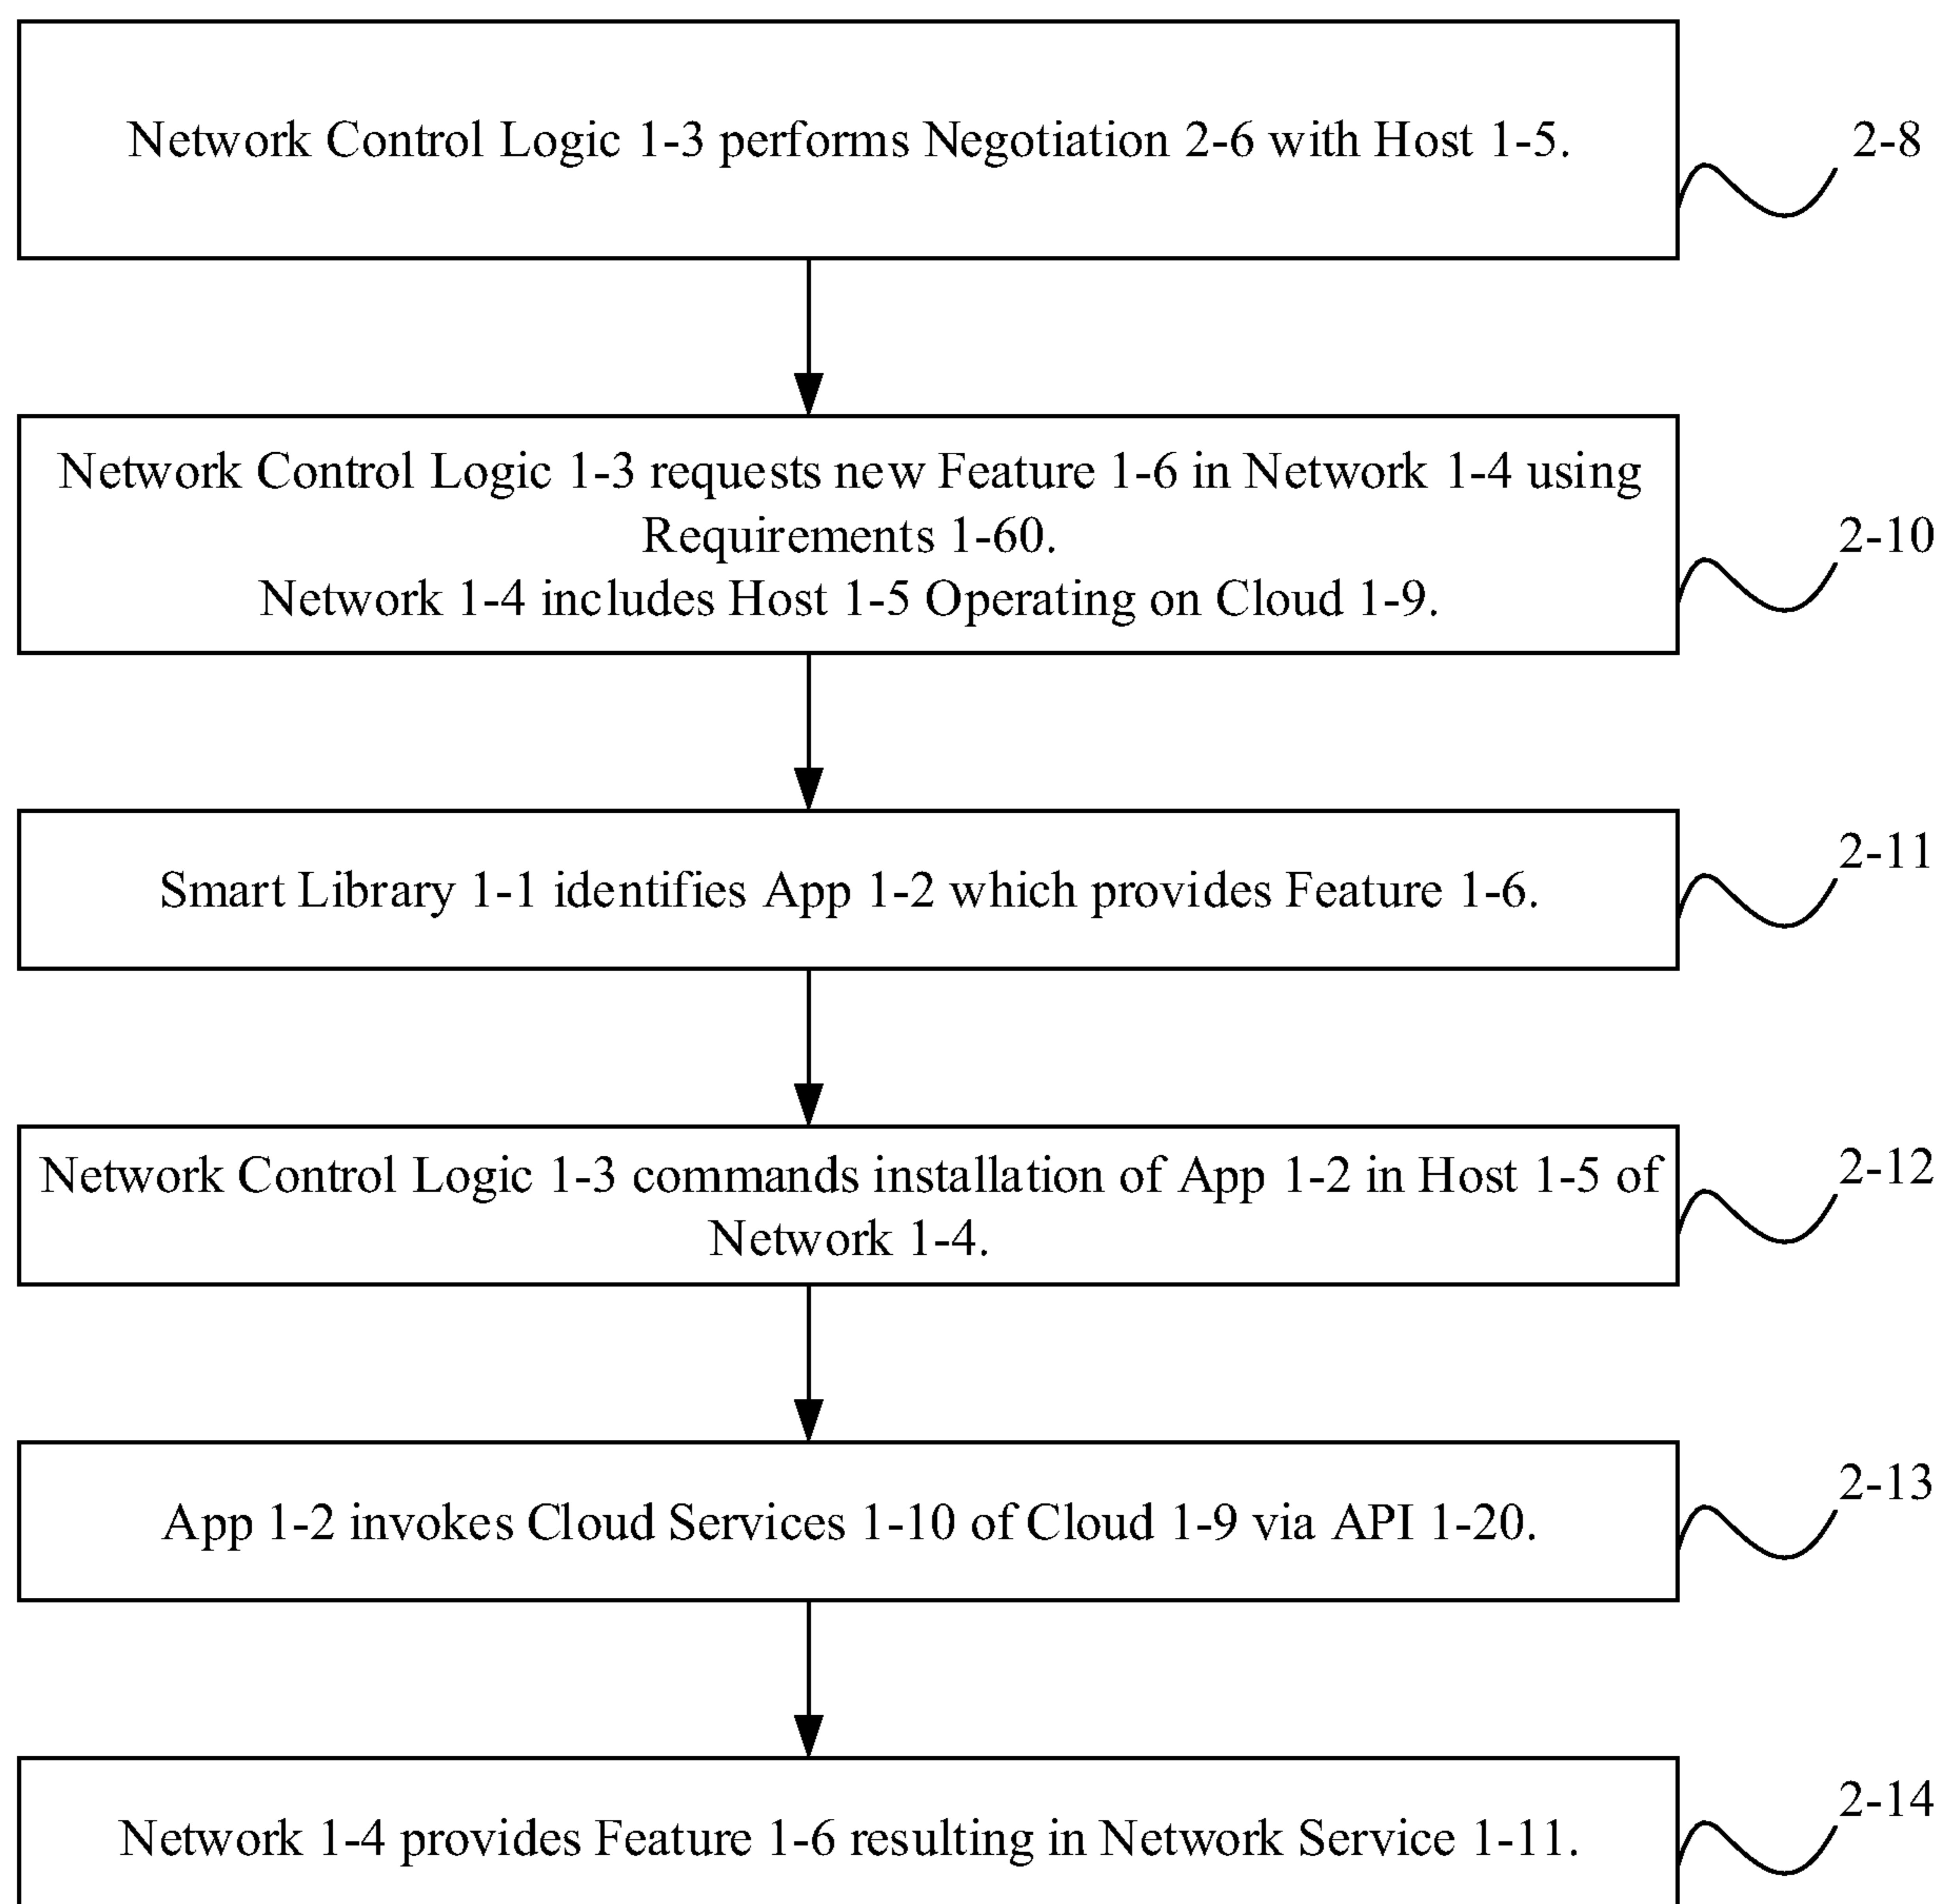 Network Control Logic 1-3 performs Negotiation 2-6 with Host 1-5.
2-8
Network Control Logic 1-3 requests new Feature 1-6 in Network 1-4 using
Requirements 1-60.
Network 1-4 includes Host 1-5 Operating on Cloud 1-9.
2-10
Smart Library 1-1 identifies App 1-2 which provides Feature 1-6.
2-11
Network Control Logic 1-3 commands installation of App 1-2 in Host 1-5 of
Network 1-4.
2-12
App 1-2 invokes Cloud Services 1-10 of Cloud 1-9 via API 1-20.
2-13
Network 1-4 provides Feature 1-6 resulting in Network Service 1-11.
2-14